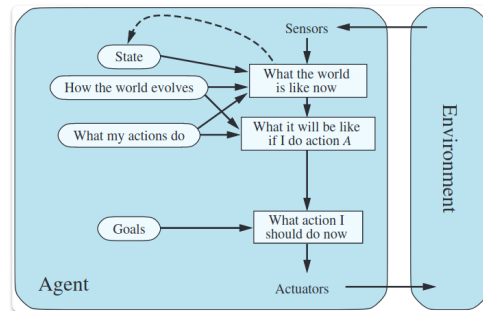 Sensors
State
What the world
is like now
How the world evolves
What it will be like
if I do action A
What my actions do
Environment
Goals
What action I
should do now
Agent
Actuators